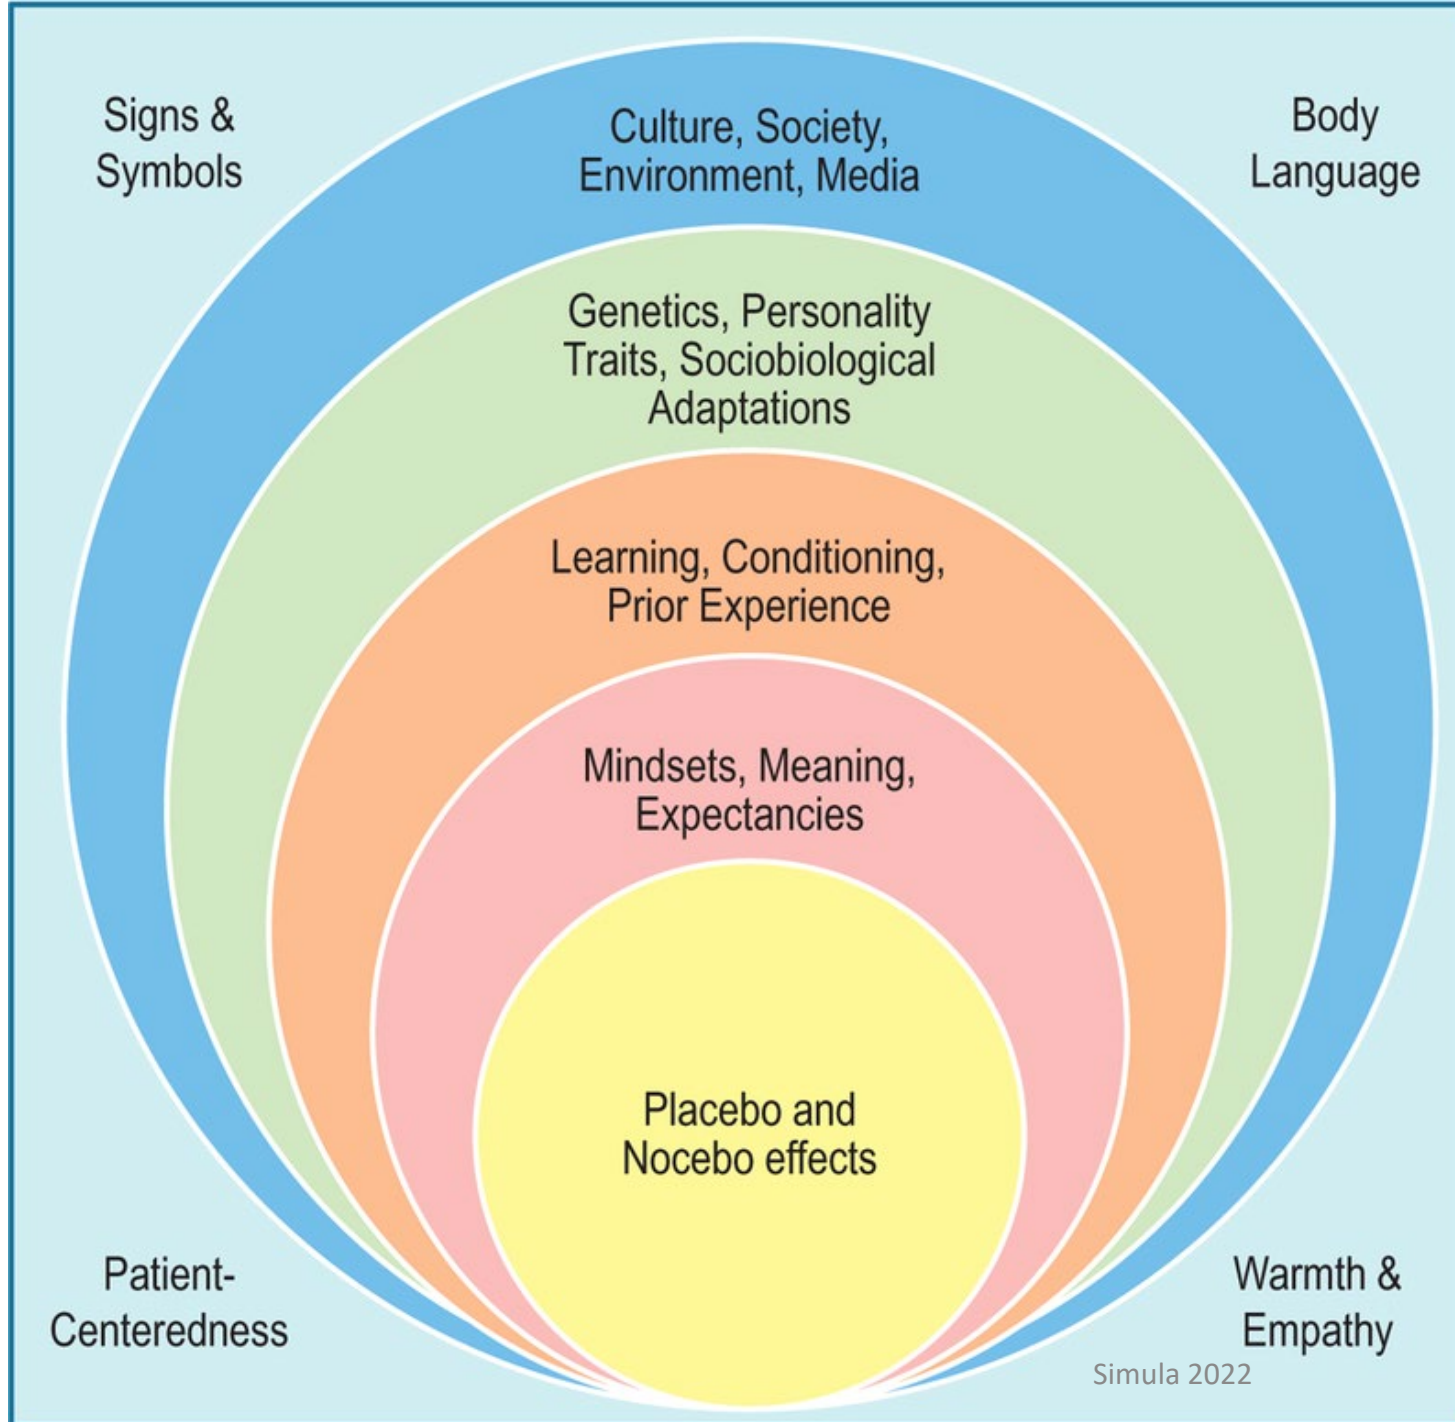 Signs &
Symbols
Culture, Society,
Environment, Media
Body
Language
Genetics, Personality
Traits, Sociobiological
Adaptations
Learning, Conditioning,
Prior Experience
Mindsets, Meaning,
Expectancies
Placebo and
Nocebo effects
Patient-
Centeredness
Warmth &
Empathy
Simula 2022